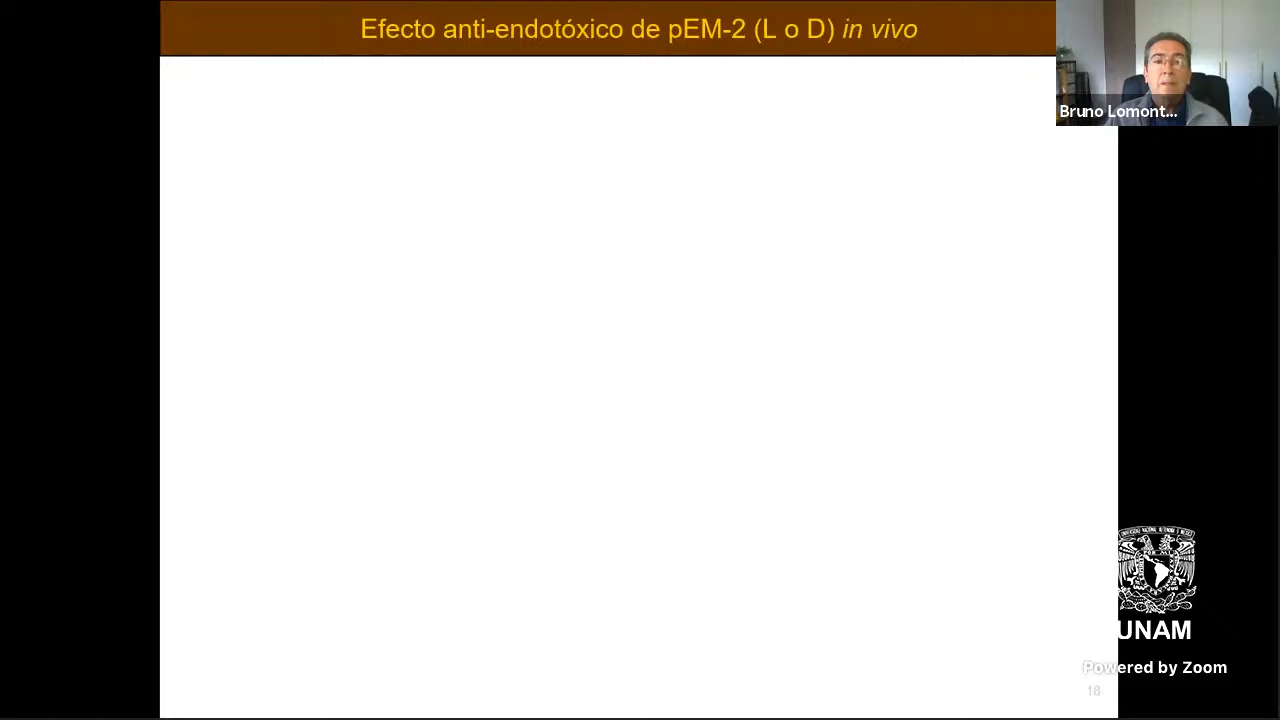 Efecto anti-endotóxico de pEM-2 (L o D) in vivo
Bruno Lomont...
UNAM
Powered by Zoom
18